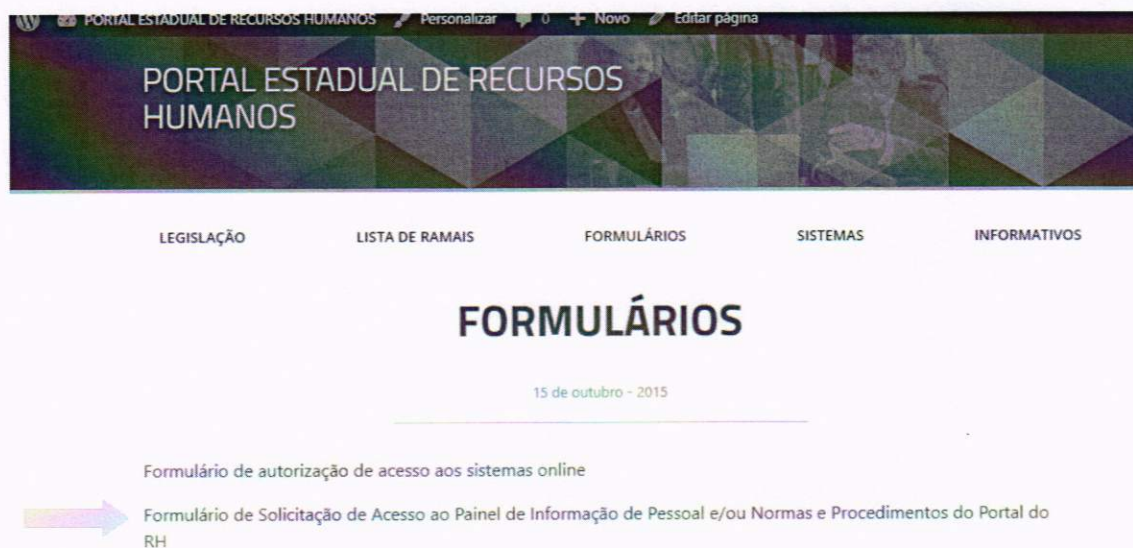 PORTAL ESTADUAL DE RECURSOS HUMANOS Personalizar 0 Novo Editar página
PORTAL ESTADUAL DE RECURSOS
HUMANOS
LEGISLAÇÃO LISTA DE RAMAIS FORMULÁRIOS SISTEMAS INFORMATIVOS
FORMULÁRIOS
15 de outubro - 2015
Formulário de autorização de acesso aos sistemas online
Formulário de Solicitação de Acesso ao Painel de Informação de Pessoal e/ou Normas e Procedimentos do Portal do
RH